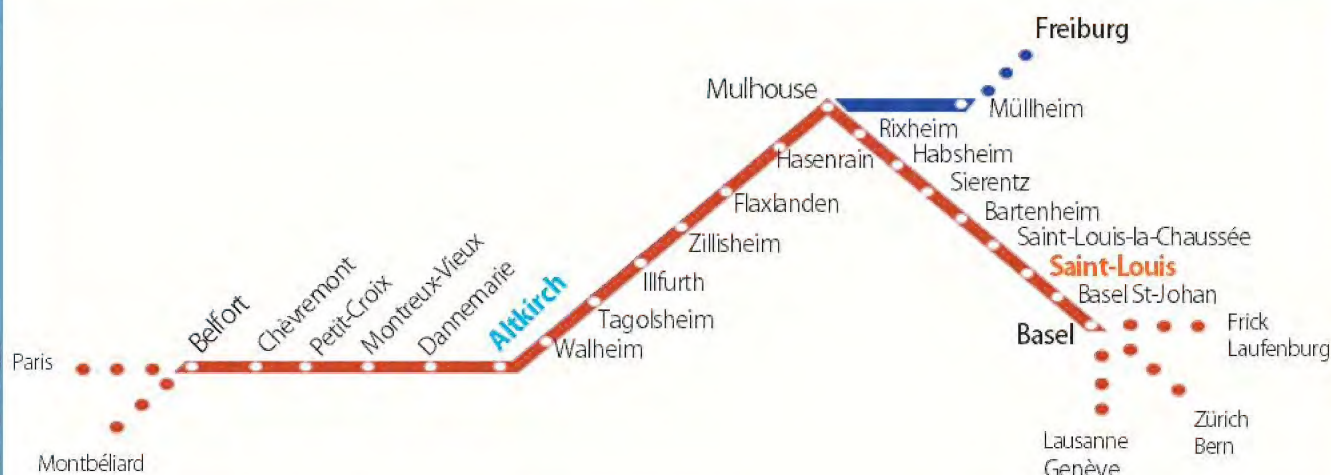 Freiburg
Mulhouse
Müllheim
Rixheim
Hasenrain
Habsheim
Sierentz
Flaxlanden
Bartenheim
Zillisheim
Saint-Louis-la-Chaussée
Illfurth
Saint-Louis
Tagolsheim
Basel St-Johan
Walheim
Basel
Frick
Laufenburg
Belfort
Chèvremont
Petit-Croix
Montreux-Vieux
Dannemarie
Altkirch
Paris
Montbéliard
Lausanne
Genève
Zürich
Bern